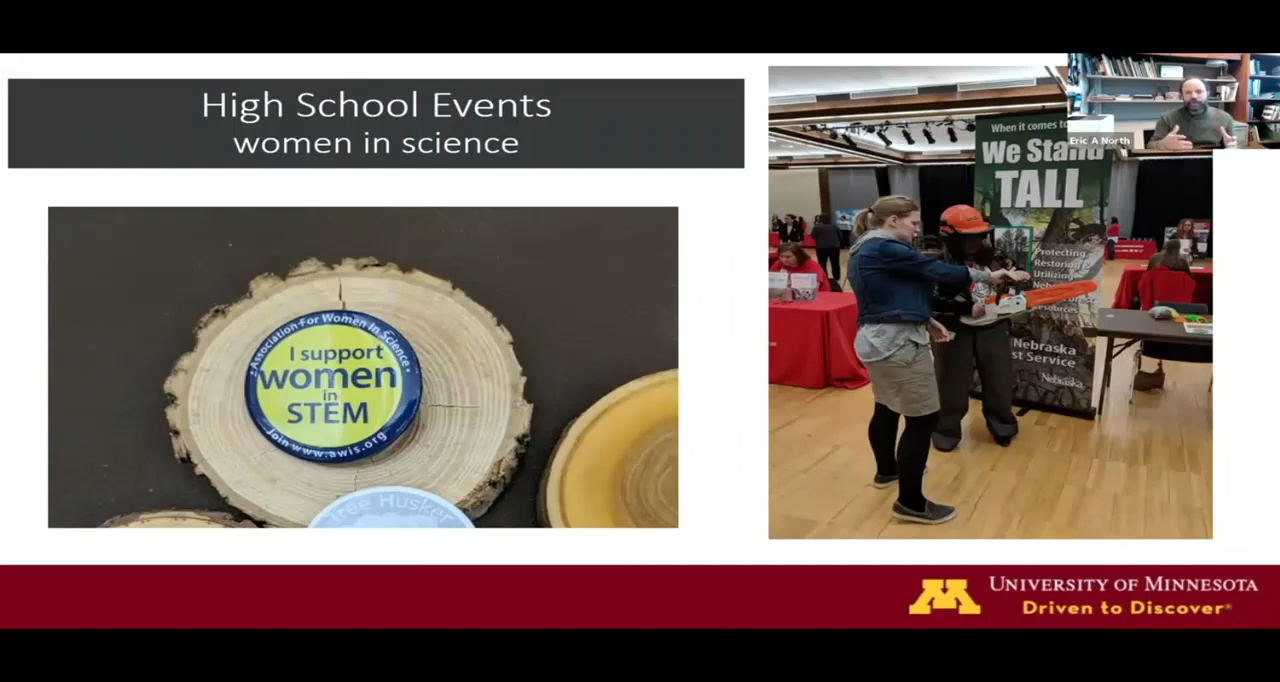 High School Events
women in science
Association For Women In Science
I support
women
in
STEM
Join www.awis.org
Tree Husker
When it comes to
We Stand
TALL
Protecting,
Restoring &
Utilizing
Resources
Nebraska
st Service
Nebraska
Eric A North
M
UNIVERSITY OF MINNESOTA
Driven to Discover®